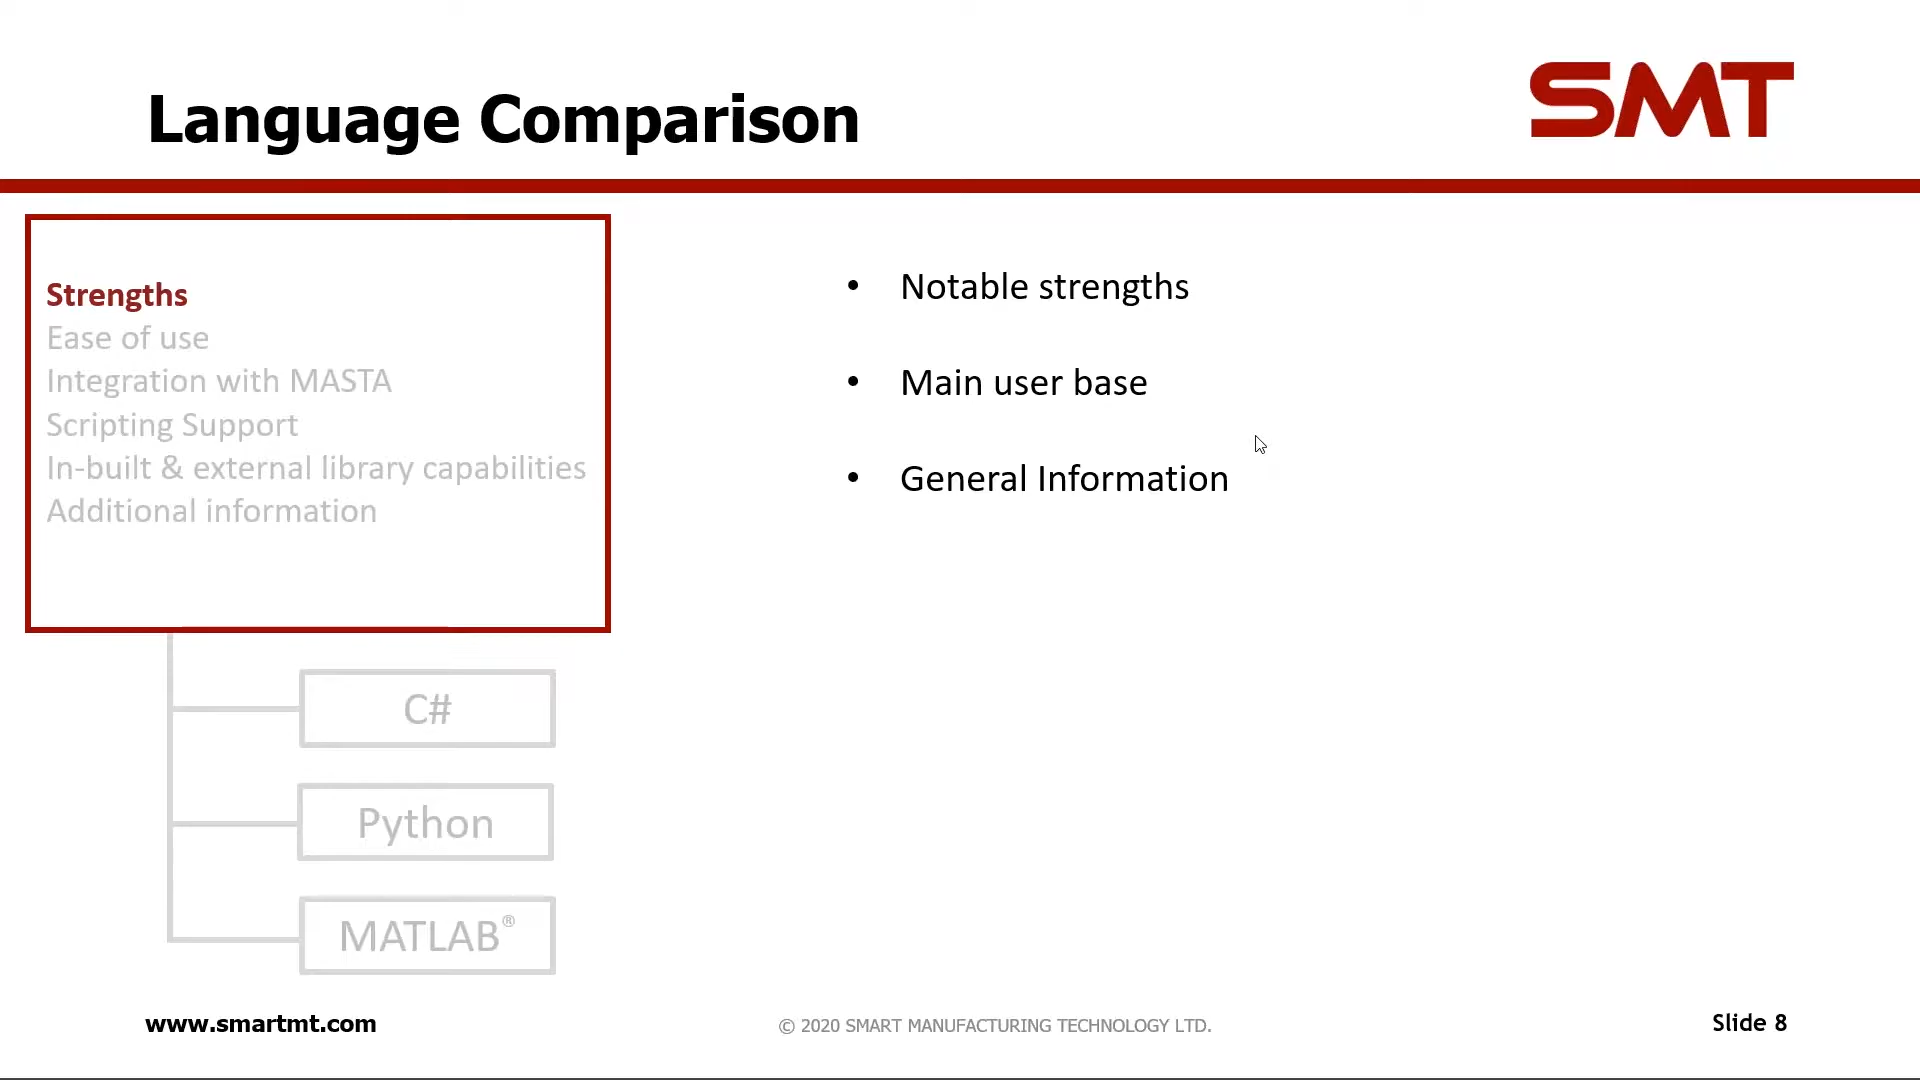 Language Comparison
SMT
Strengths
Ease of use
Integration with MASTA
Scripting Support
In-built & external library capabilities
Additional information
• Notable strengths
• Main user base
• General Information
C#
Python
MATLAB®
www.smartmt.com
© 2020 SMART MANUFACTURING TECHNOLOGY LTD.
Slide 8